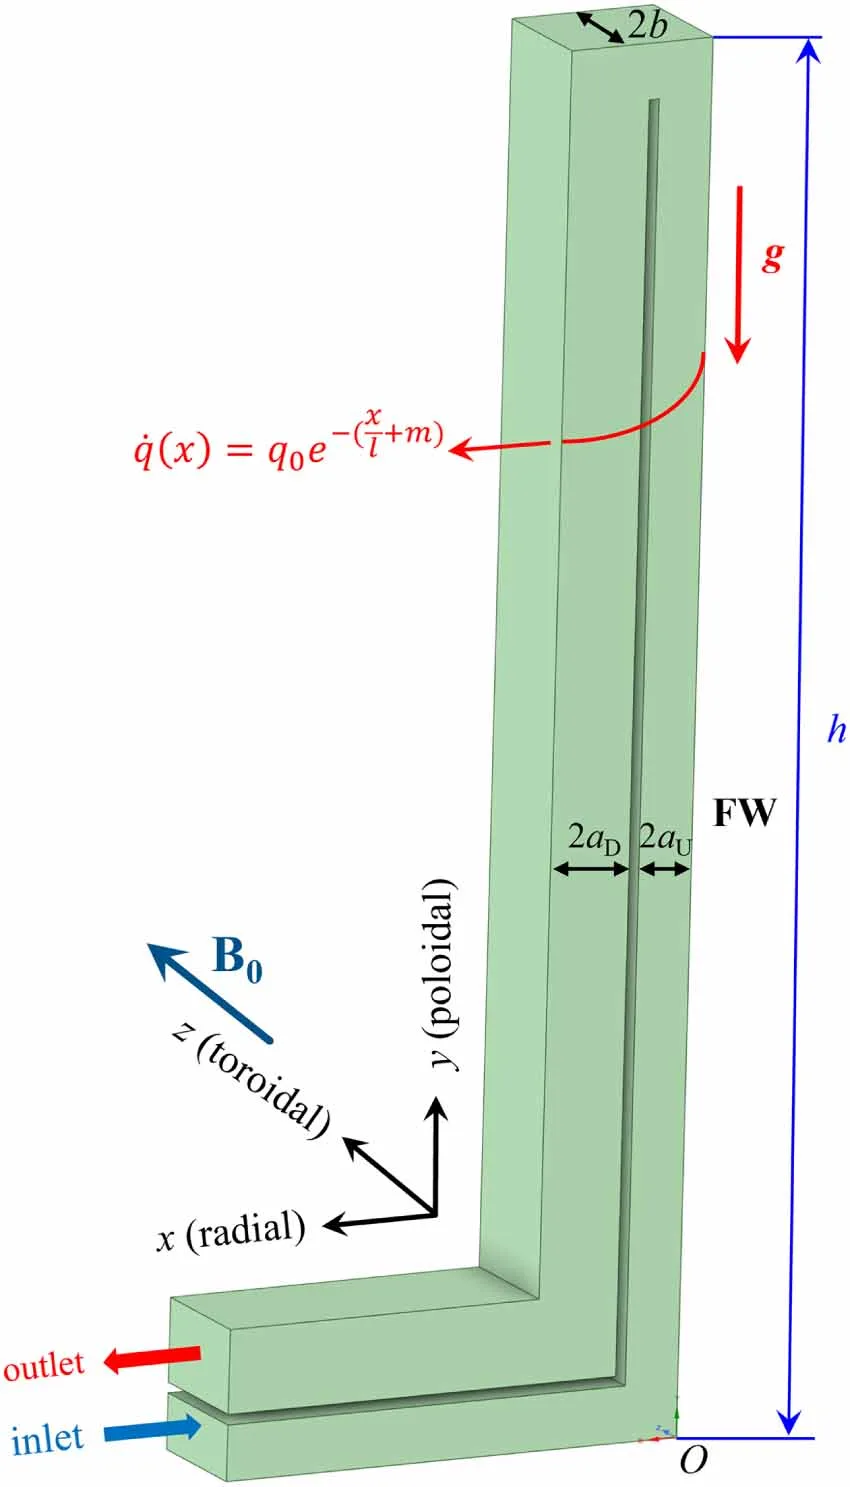 2b
g
q̇(x) = q₀e^−(x/l+m)
h
FW
2a_D
2a_U
B₀
y (poloidal)
z (toroidal)
x (radial)
outlet
inlet
O